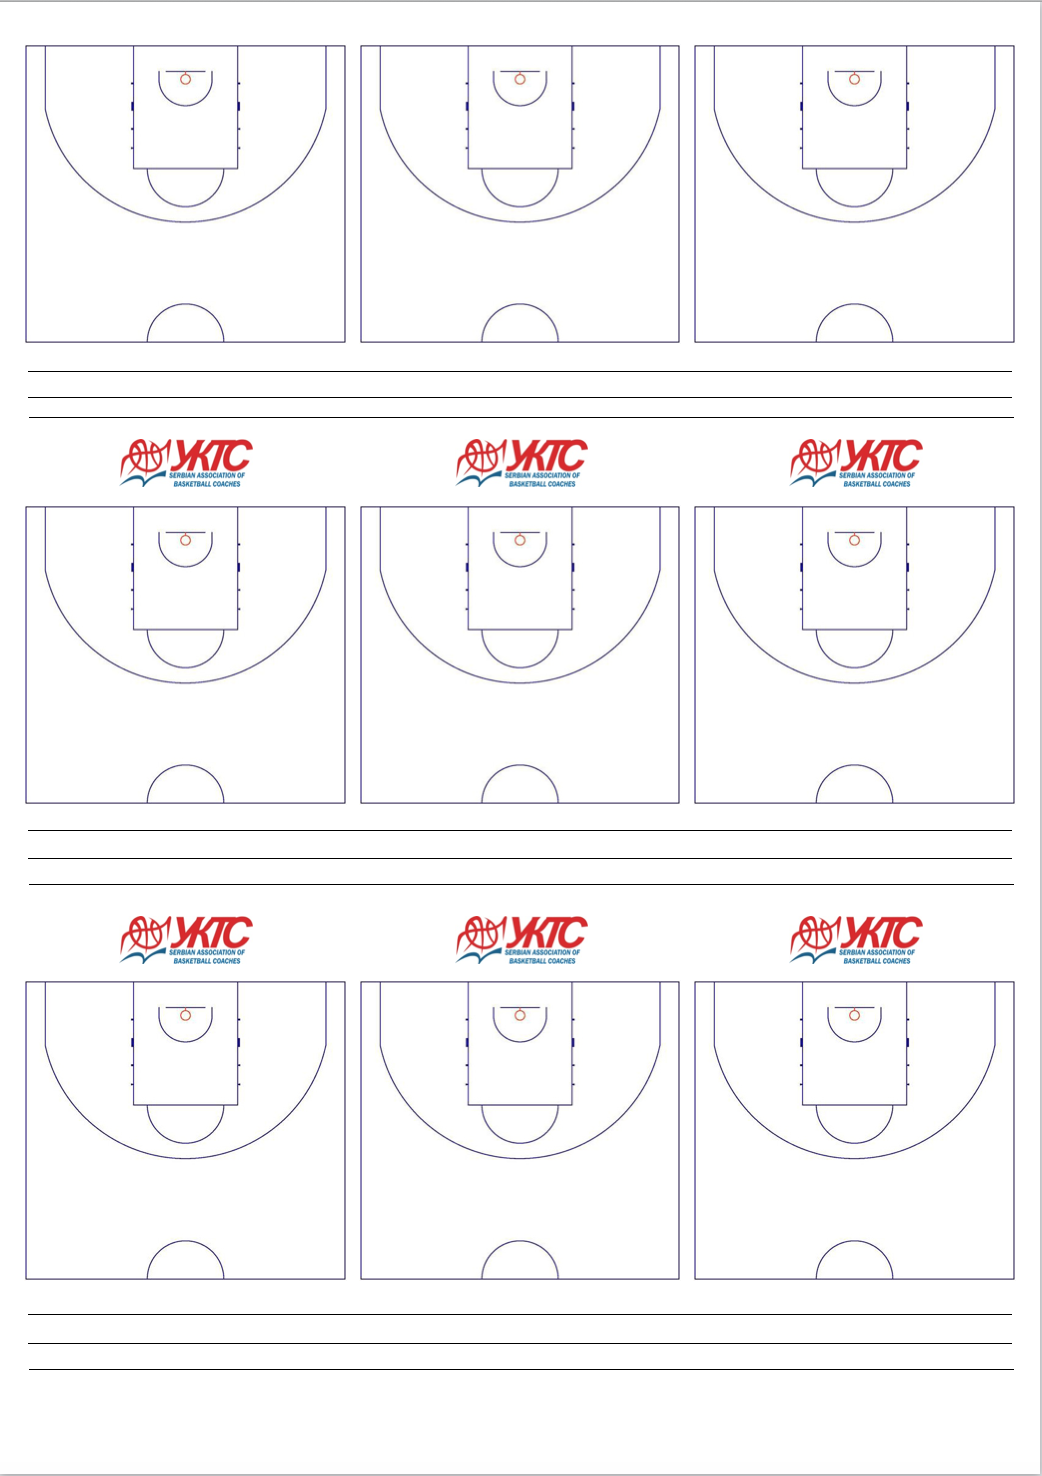 УКТС
SERBIAN ASSOCIATION OF
BASKETBALL COACHES
УКТС
SERBIAN ASSOCIATION OF
BASKETBALL COACHES
УКТС
SERBIAN ASSOCIATION OF
BASKETBALL COACHES
УКТС
SERBIAN ASSOCIATION OF
BASKETBALL COACHES
УКТС
SERBIAN ASSOCIATION OF
BASKETBALL COACHES
УКТС
SERBIAN ASSOCIATION OF
BASKETBALL COACHES